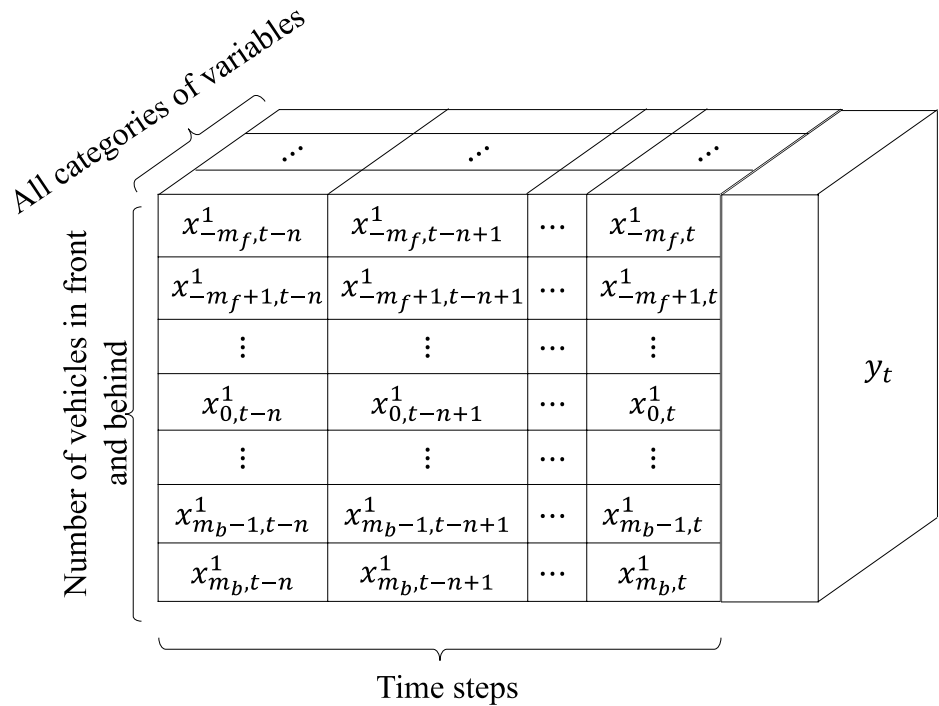 All categories of variables
... ... ...
Number of vehicles in front
and behind
x^1_{-m_f,t-n} x^1_{-m_f,t-n+1} ... x^1_{-m_f,t}
x^1_{-m_f+1,t-n} x^1_{-m_f+1,t-n+1} ... x^1_{-m_f+1,t}
⋮ ⋮ ... ⋮
x^1_{0,t-n} x^1_{0,t-n+1} ... x^1_{0,t}
⋮ ⋮ ... ⋮
x^1_{m_b-1,t-n} x^1_{m_b-1,t-n+1} ... x^1_{m_b-1,t}
x^1_{m_b,t-n} x^1_{m_b,t-n+1} ... x^1_{m_b,t}
y_t
Time steps